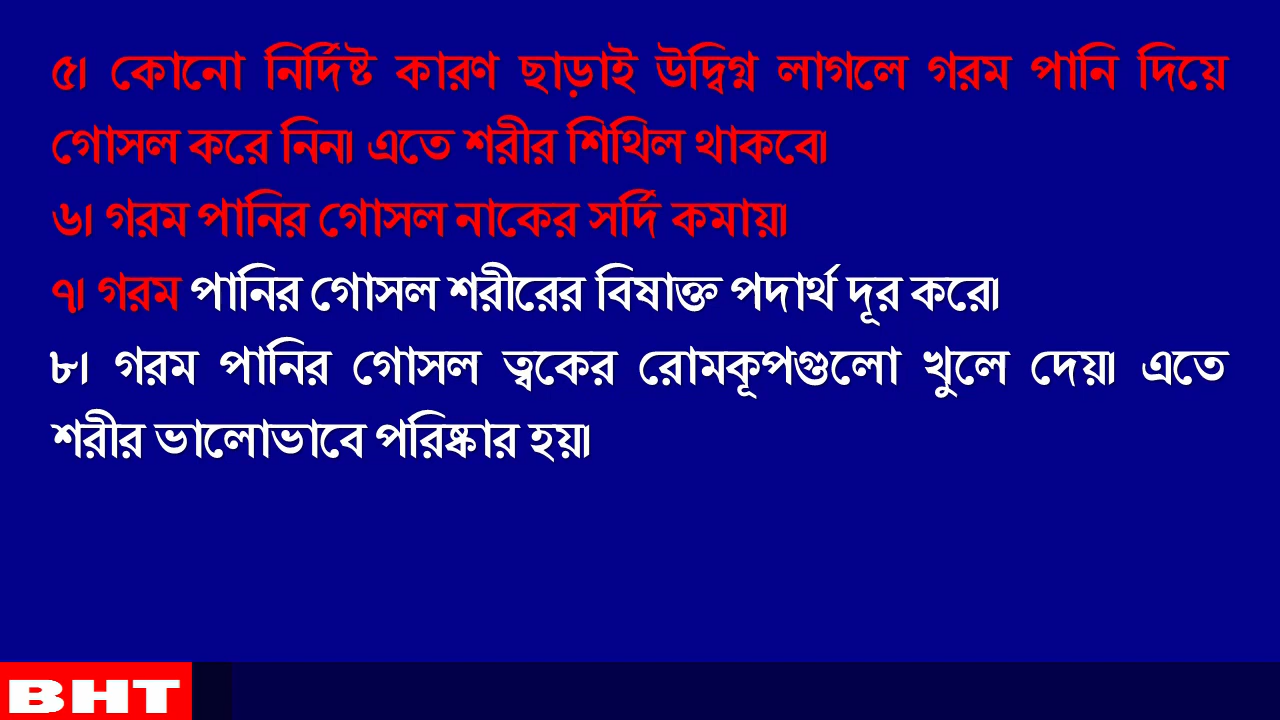 ৫। কোনো নির্দিষ্ট কারণ ছাড়াই উদ্বিগ্ন লাগলে গরম পানি দিয়ে
গোসল করে নিন। এতে শরীর শিথিল থাকবে।
৬। গরম পানির গোসল নাকের সর্দি কমায়।
৭। গরম পানির গোসল শরীরের বিষাক্ত পদার্থ দূর করে।
৮। গরম পানির গোসল ত্বকের রোমকূপগুলো খুলে দেয়। এতে
শরীর ভালোভাবে পরিষ্কার হয়।
BHT